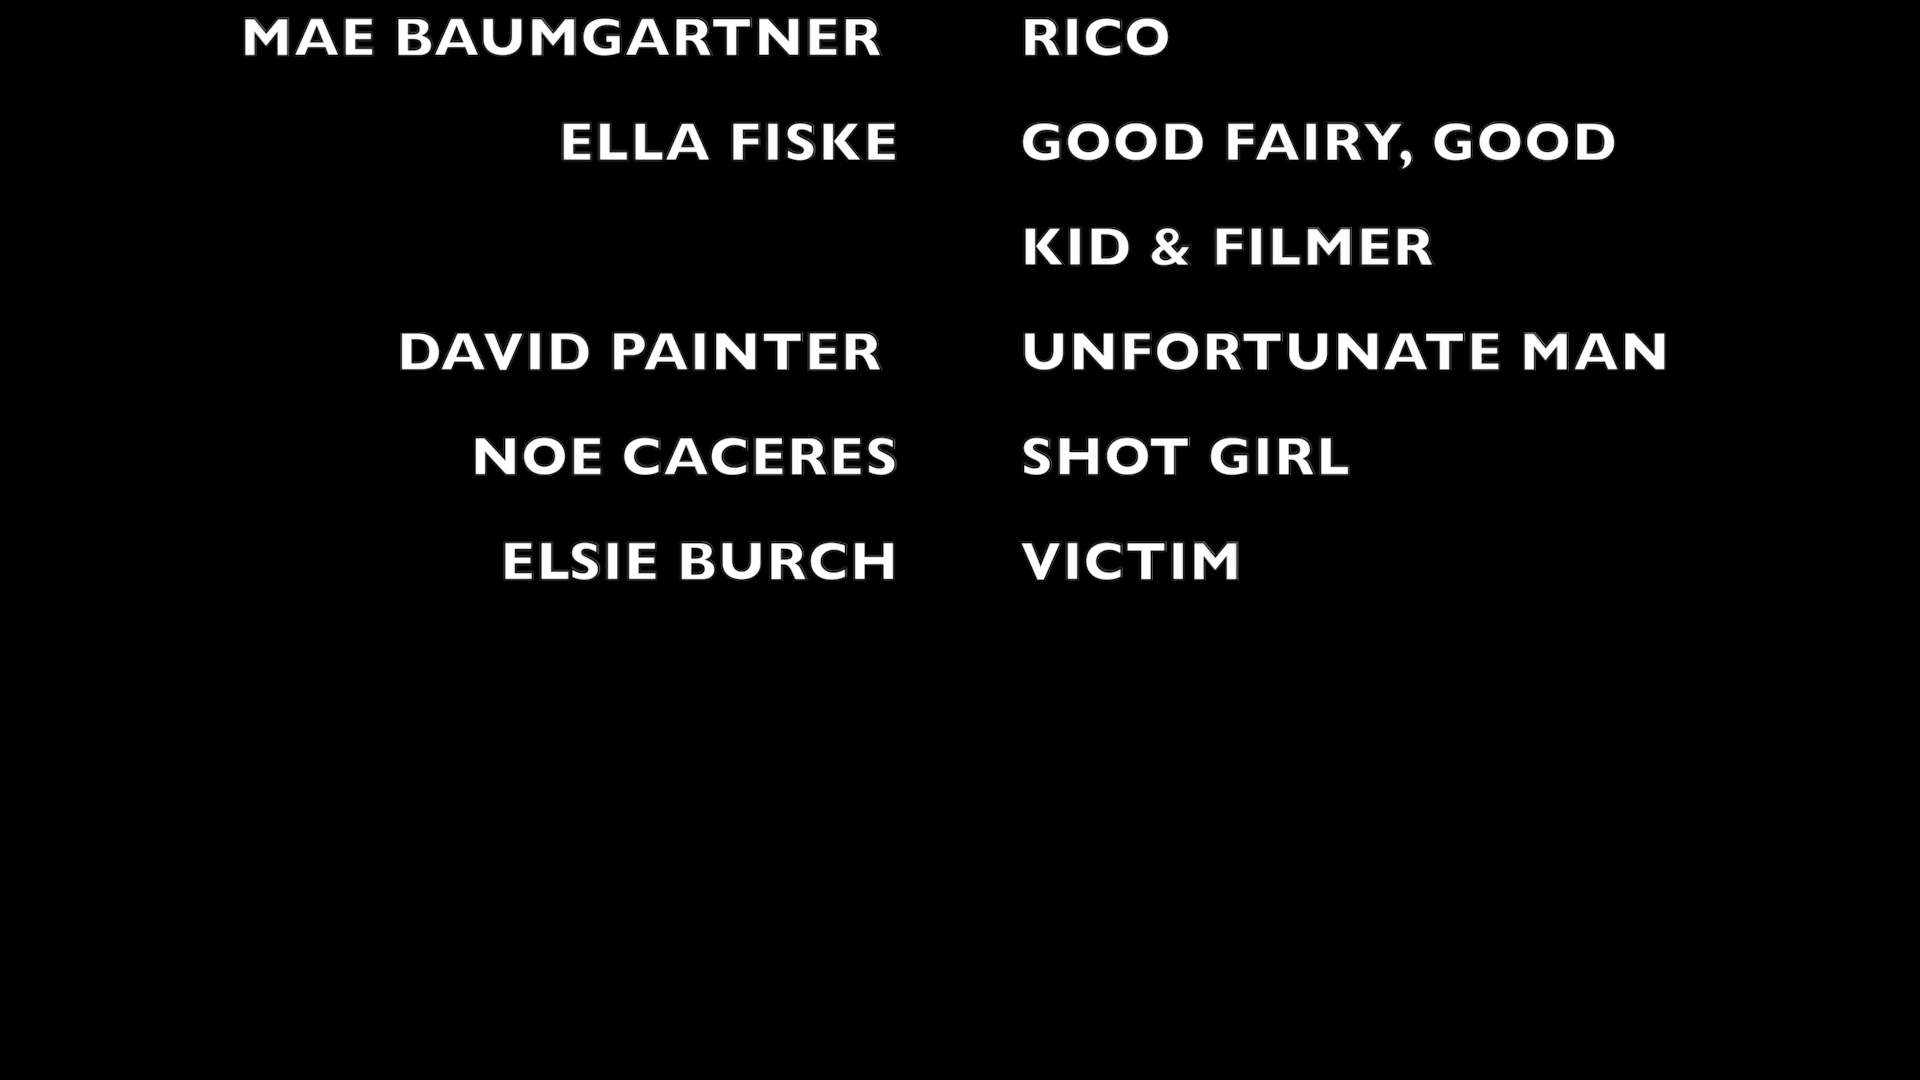 MAE BAUMGARTNER RICO
ELLA FISKE GOOD FAIRY, GOOD
KID & FILMER
DAVID PAINTER UNFORTUNATE MAN
NOE CACERES SHOT GIRL
ELSIE BURCH VICTIM